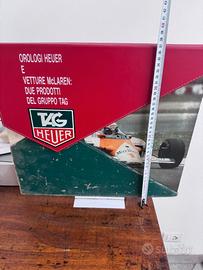 OROLOGI HEUER
E
VETTURE McLAREN:
DUE PRODOTTI
DEL GRUPPO TAG
TAG
HEUER